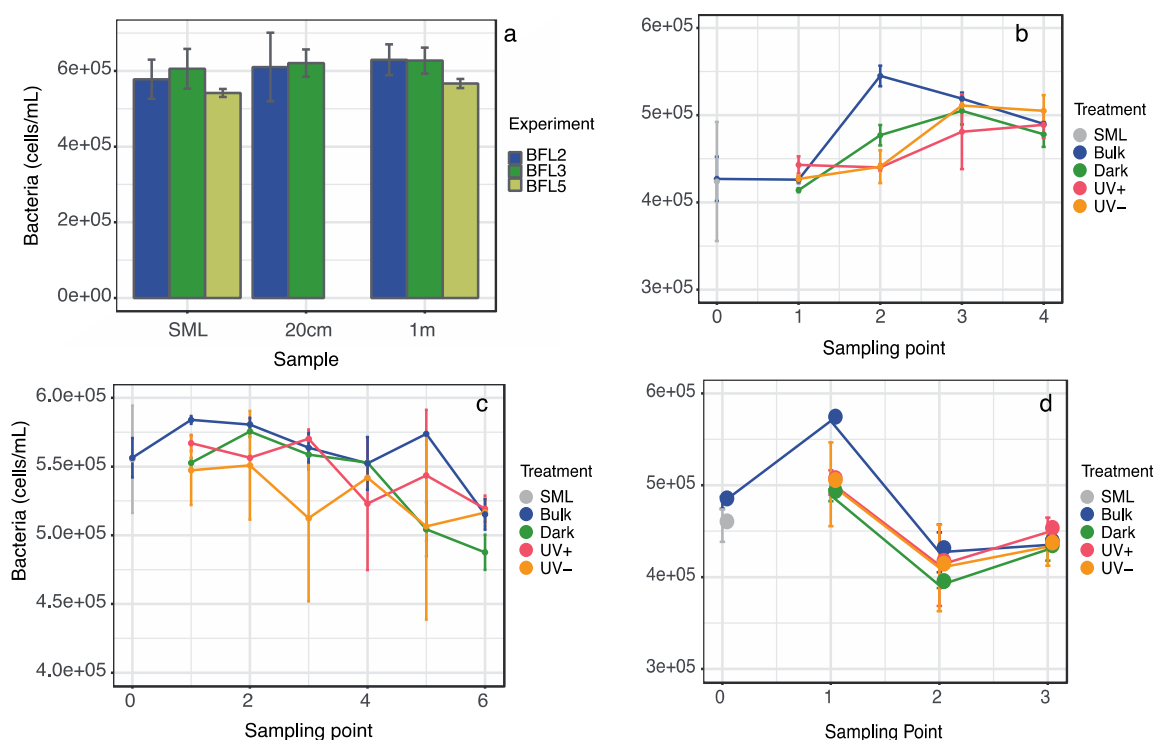 a
Bacteria (cells/mL)
6e+05
4e+05
2e+05
0e+00
SML
20cm
1m
Sample
Experiment
BFL2
BFL3
BFL5
b
6e+05
5e+05
4e+05
3e+05
0
1
2
3
4
Sampling point
Treatment
SML
Bulk
Dark
UV+
UV−
c
Bacteria (cells/mL)
6.0e+05
5.5e+05
5.0e+05
4.5e+05
4.0e+05
0
2
4
6
Sampling point
Treatment
SML
Bulk
Dark
UV+
UV−
d
6e+05
5e+05
4e+05
3e+05
0
1
2
3
Sampling Point
Treatment
SML
Bulk
Dark
UV+
UV−